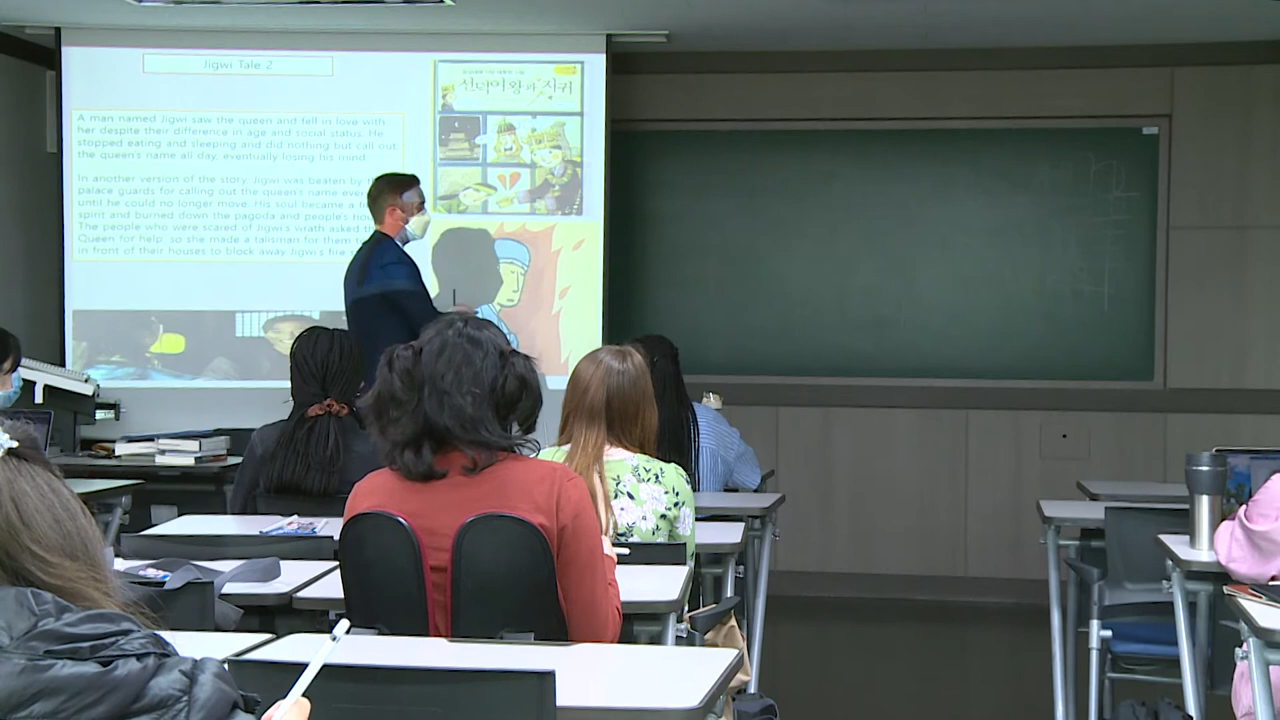 Jigwi Tale 2
선덕여왕과 지귀
A man named Jigwi saw the queen and fell in love with
her despite their difference in age and social status. He
stopped eating and sleeping and did nothing but call out
the queen's name all day, eventually losing his mind.
In another version of the story, Jigwi was beaten by
palace guards for calling out the queen's name
until he could no longer move. His soul became a
spirit and burned down the pagoda and people's
The people who were scared of Jigwi's wrath asked
Queen for help, so she made a talisman for them
in front of their houses to block away Jigwi's fire